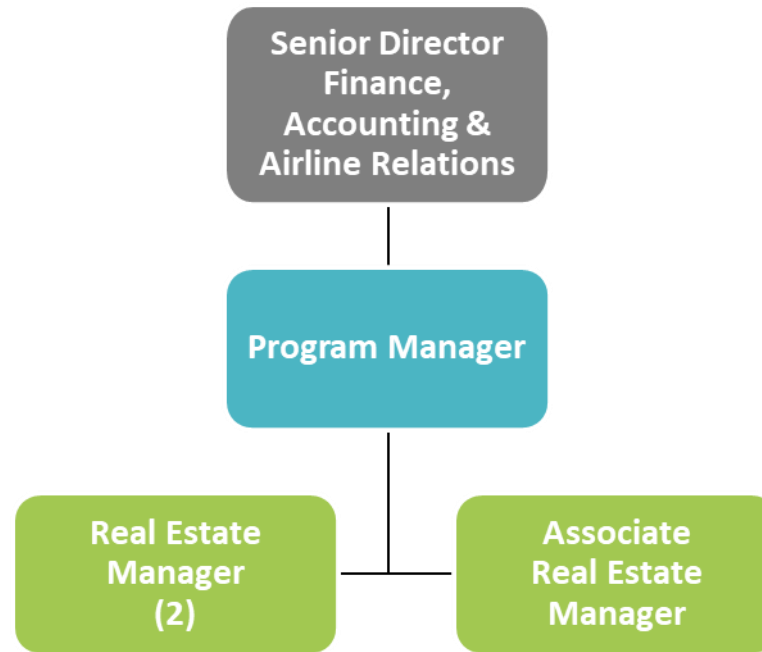 Senior Director
Finance,
Accounting &
Airline Relations
Program Manager
Real Estate
Manager
(2)
Associate
Real Estate
Manager